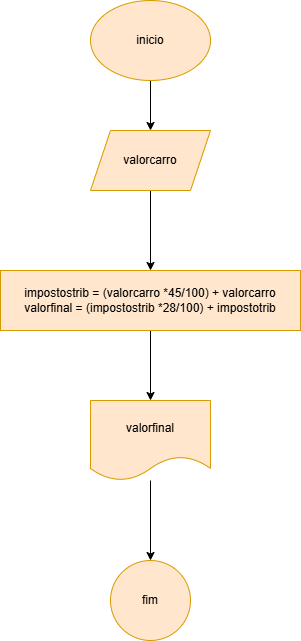 inicio
valorcarro
impostostrib = (valorcarro *45/100) + valorcarro
valorfinal = (impostostrib *28/100) + impostotrib
valorfinal
fim